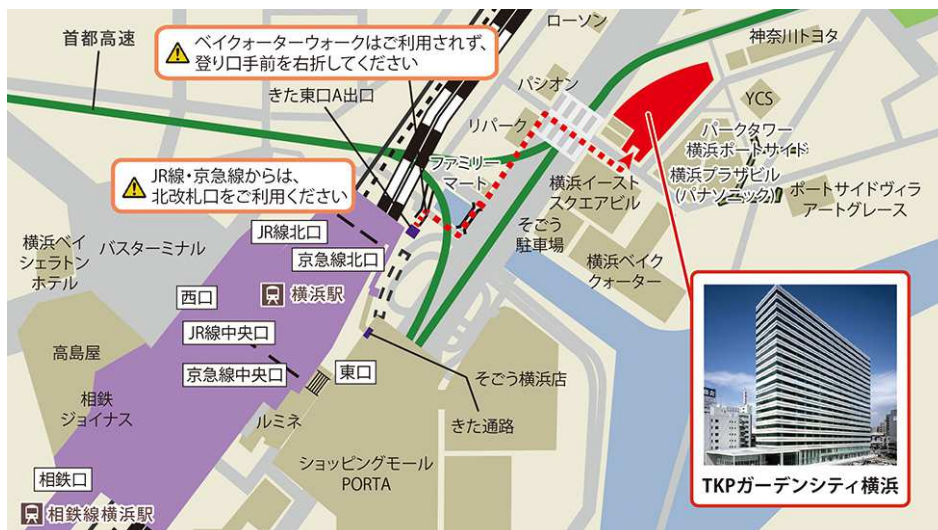 首都高速
ベイクォーターウォークはご利用されず、
登り口手前を右折してください
きた東口A出口
ローソン
神奈川トヨタ
パシオン
リパーク
YCS
パークタワー
横浜ポートサイド
横浜プラザビル
(パナソニック)
ファミリー
マート
横浜イースト
スクエアビル
ポートサイドヴィラ
アートグレース
JR線・京急線からは、
北改札口をご利用ください
JR線北口
京急線北口
バスターミナル
横浜ベイ
シェラトン
ホテル
そごう
駐車場
横浜ベイク
クォーター
西口
横浜駅
JR線中央口
京急線中央口
東口
高島屋
相鉄
ジョイナス
そごう横浜店
きた通路
ルミネ
ショッピングモール
PORTA
相鉄口
相鉄線横浜駅
TKPガーデンシティ横浜